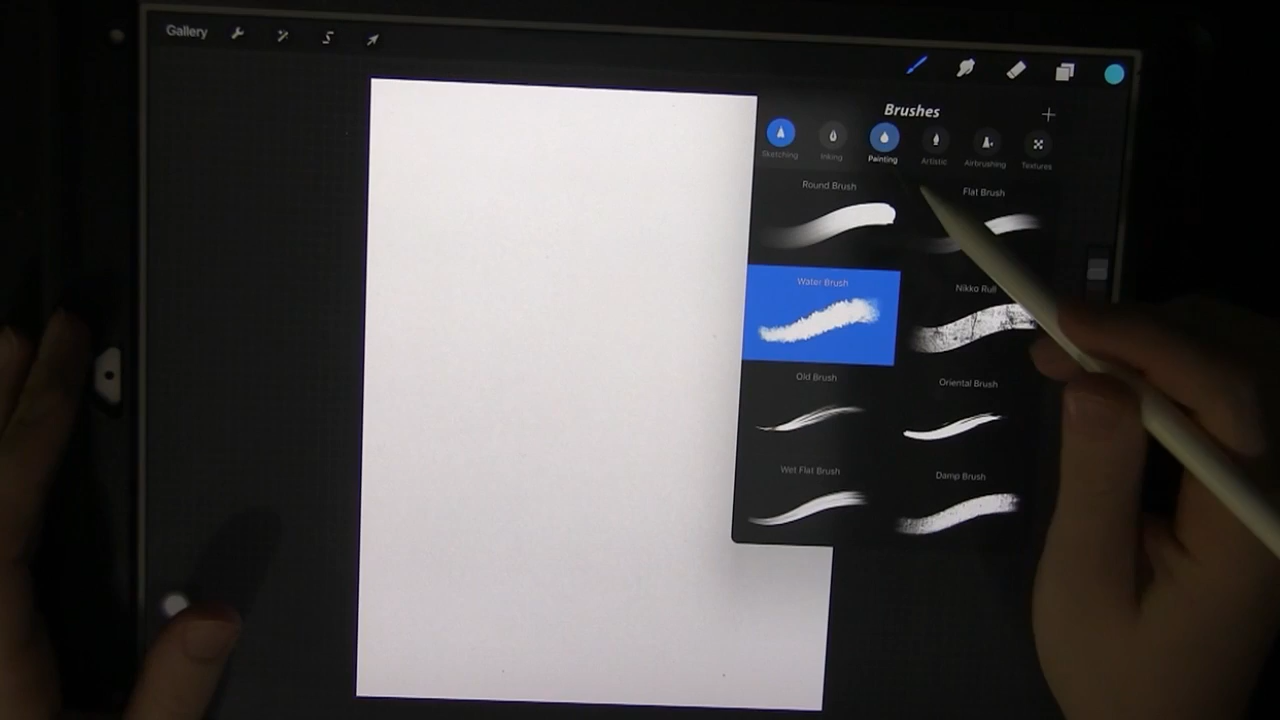 Gallery
Brushes
Sketching Inking Painting Artistic Airbrushing Textures
Round Brush Flat Brush
Water Brush Nikko Rull
Old Brush Oriental Brush
Wet Flat Brush Damp Brush